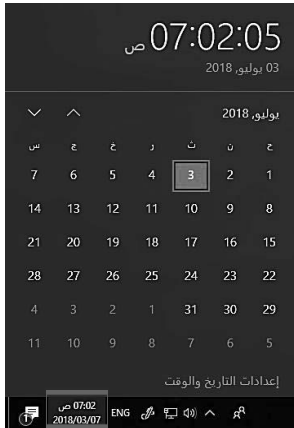 07:02:05 ص
03 يوليو, 2018
يوليو, 2018
ح ن ث ر خ ج س
1 2 3 4 5 6 7
8 9 10 11 12 13 14
15 16 17 18 19 20 21
22 23 24 25 26 27 28
29 30 31 1 2 3 4
5 6 7 8 9 10 11
إعدادات التاريخ والوقت
07:02 ص
ENG
2018/03/07
1